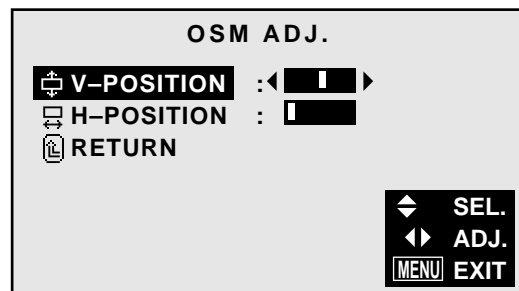 OSM ADJ.
V–POSITION :
H–POSITION :
RETURN
SEL.
ADJ.
MENU EXIT